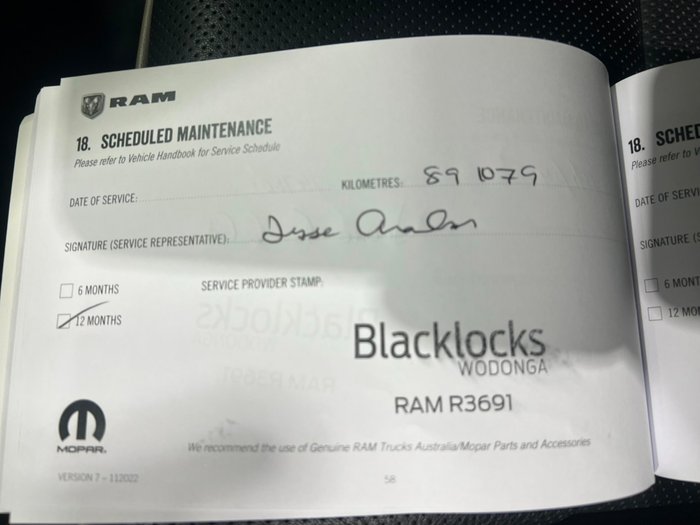 RAM
18. SCHEDULED MAINTENANCE
Please refer to Vehicle Handbook for Service Schedule
DATE OF SERVICE:
KILOMETRES: 89 1079
SIGNATURE (SERVICE REPRESENTATIVE): Jesse
6 MONTHS
12 MONTHS
SERVICE PROVIDER STAMP:
Blacklocks
WODONGA
RAM R3691
MOPAR.
We recommend the use of Genuine RAM Trucks Australia/Mopar Parts and Accessories
VERSION 7 - 112022
58
18. SCHED
Please refer to V
DATE OF SERVI
SIGNATURE (S
6 MONT
12 MO